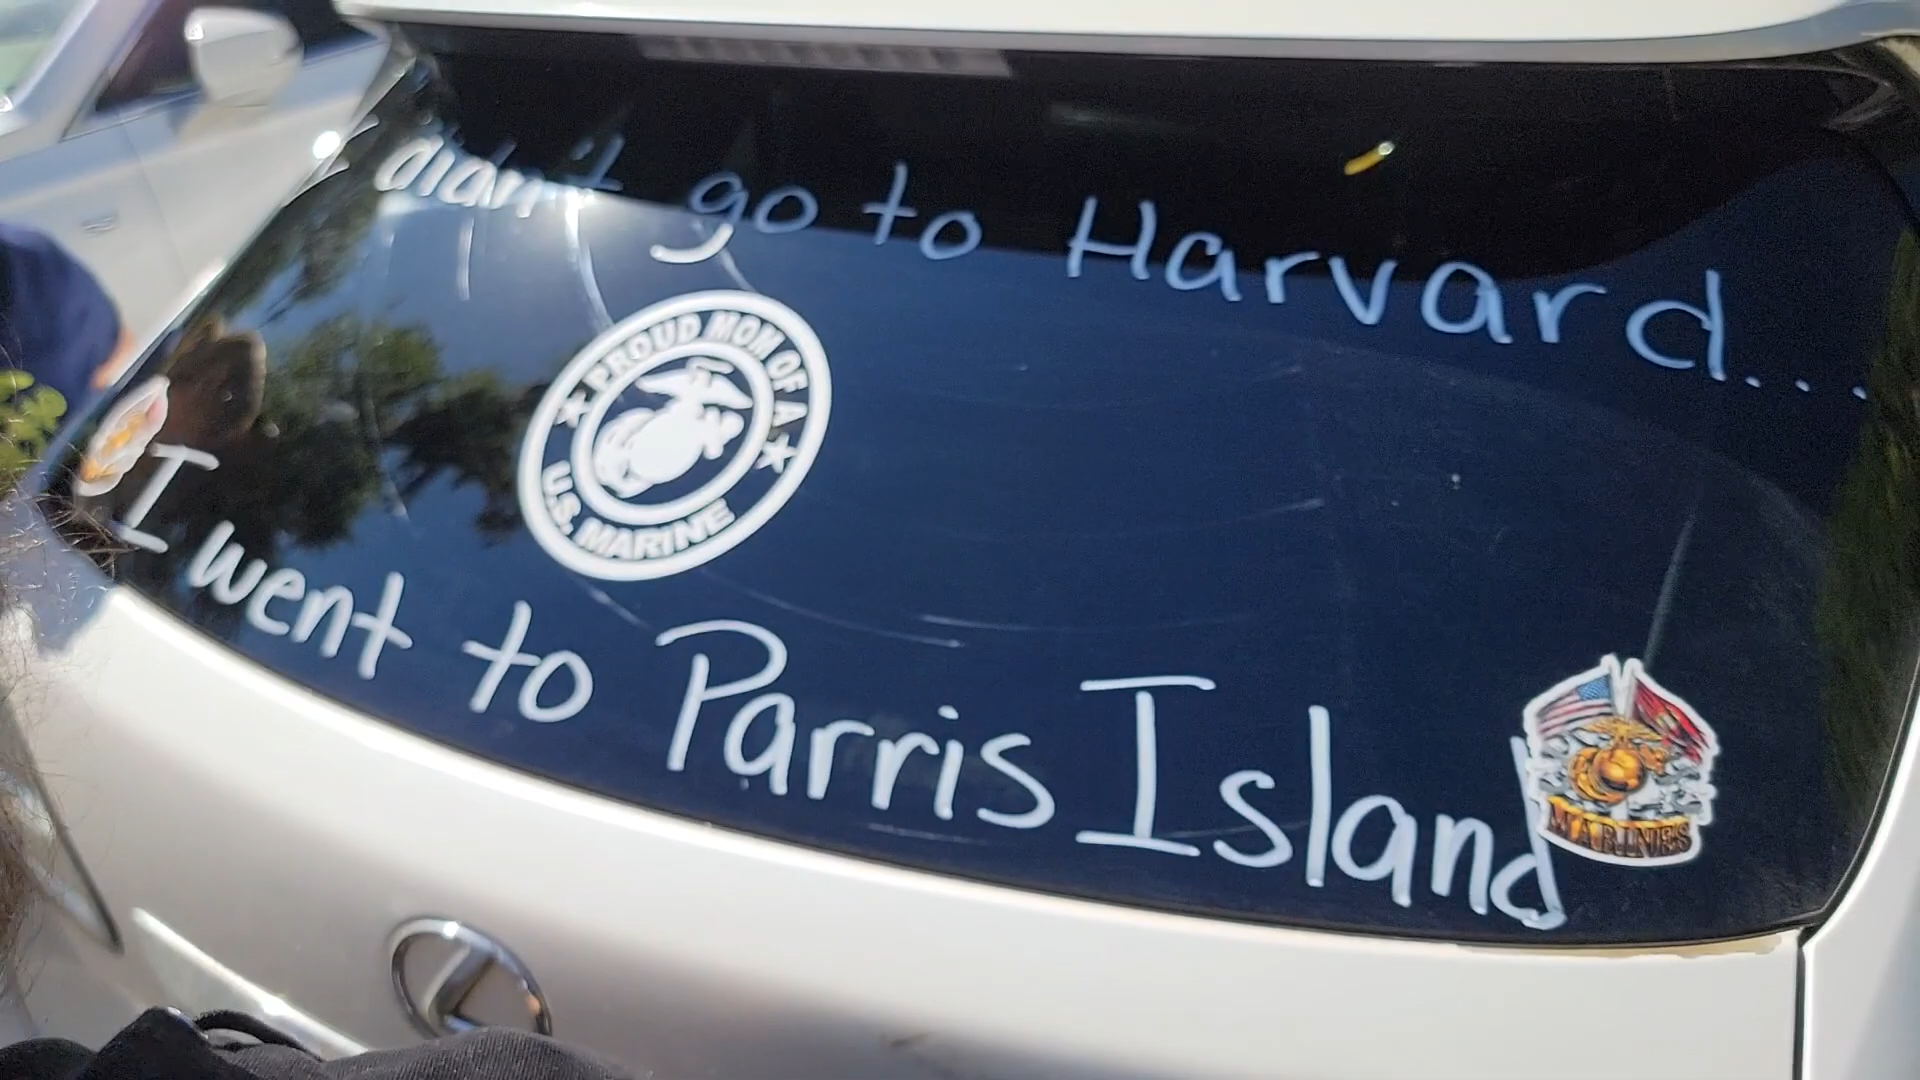 I didn't go to Harvard...
PROUD MOM OF A
U.S. MARINE
I went to Parris Island
MARINES